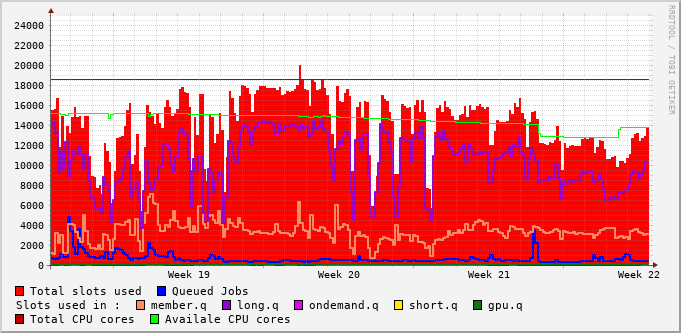 RRDTOOL / TOBI OETIKER
24000
22000
20000
18000
16000
14000
12000
10000
8000
6000
4000
2000
0
Week 19 Week 20 Week 21 Week 22
Total slots used Queued Jobs
Slots used in : member.q long.q ondemand.q short.q gpu.q
Total CPU cores Availale CPU cores